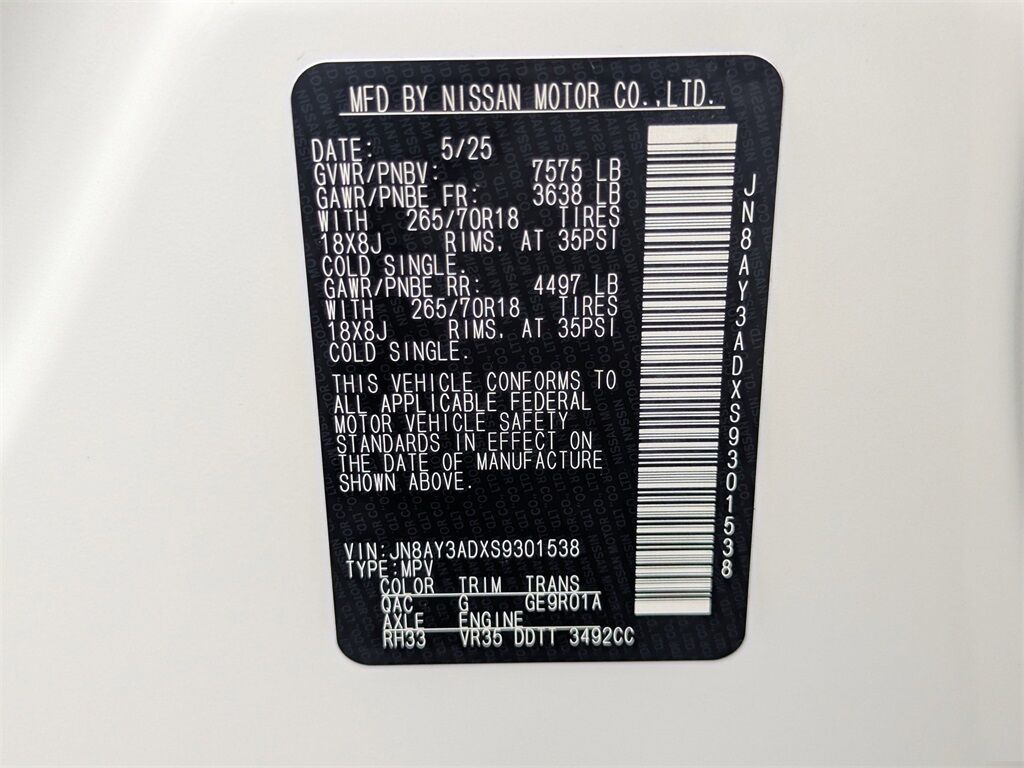 MFD BY NISSAN MOTOR CO.,LTD.
DATE: 5/25
GVWR/PNBV: 7575 LB
GAWR/PNBE FR: 3638 LB
WITH 265/70R18 TIRES
18X8J RIMS, AT 35PSI
COLD SINGLE.
GAWR/PNBE RR: 4497 LB
WITH 265/70R18 TIRES
18X8J RIMS, AT 35PSI
COLD SINGLE.
THIS VEHICLE CONFORMS TO
ALL APPLICABLE FEDERAL
MOTOR VEHICLE SAFETY
STANDARDS IN EFFECT ON
THE DATE OF MANUFACTURE
SHOWN ABOVE.
VIN:JN8AY3ADXS9301538
TYPE:MPV
COLOR TRIM TRANS
QAC G GE9R01A
AXLE ENGINE
RH33 VR35 DDTT 3492CC
JN8AY3ADXS9301538